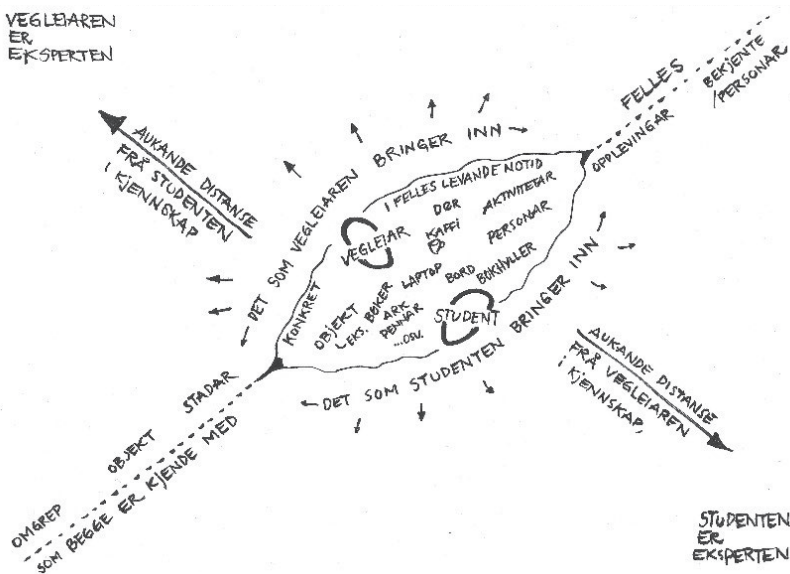 VEGLEIAREN
ER
EKSPERTEN
FELLES
BEKJENTE
/PERSONAR
OPPLEVINGAR
AUKANDE DISTANSE
FRÅ STUDENTEN
I KJENNSKAP
← DET SOM VEGLEIAREN BRINGER INN →
I FELLES LEVANDE NOTID
KONKRET
VEGLEIAR
DØR
KAFFI
AKTIVITETAR
PERSONAR
OBJEKT
EKS. BØKER
ARK
PENNAR
...OSV.
LAPTOP
BORD
BOKHYLLER
STUDENT
← DET SOM STUDENTEN BRINGER INN
AUKANDE DISTANSE
FRÅ VEGLEIAREN
I KJENNSKAP
OMGREP OBJEKT STADAR
SOM BEGGE ER KJENDE MED
STUDENTEN
ER
EKSPERTEN